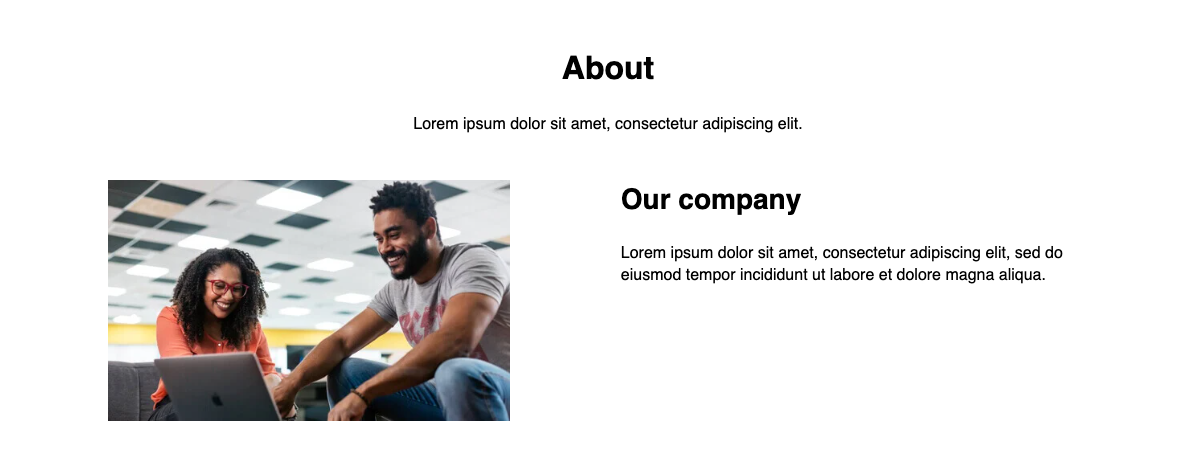 About
Lorem ipsum dolor sit amet, consectetur adipiscing elit.
Our company
Lorem ipsum dolor sit amet, consectetur adipiscing elit, sed do
eiusmod tempor incididunt ut labore et dolore magna aliqua.